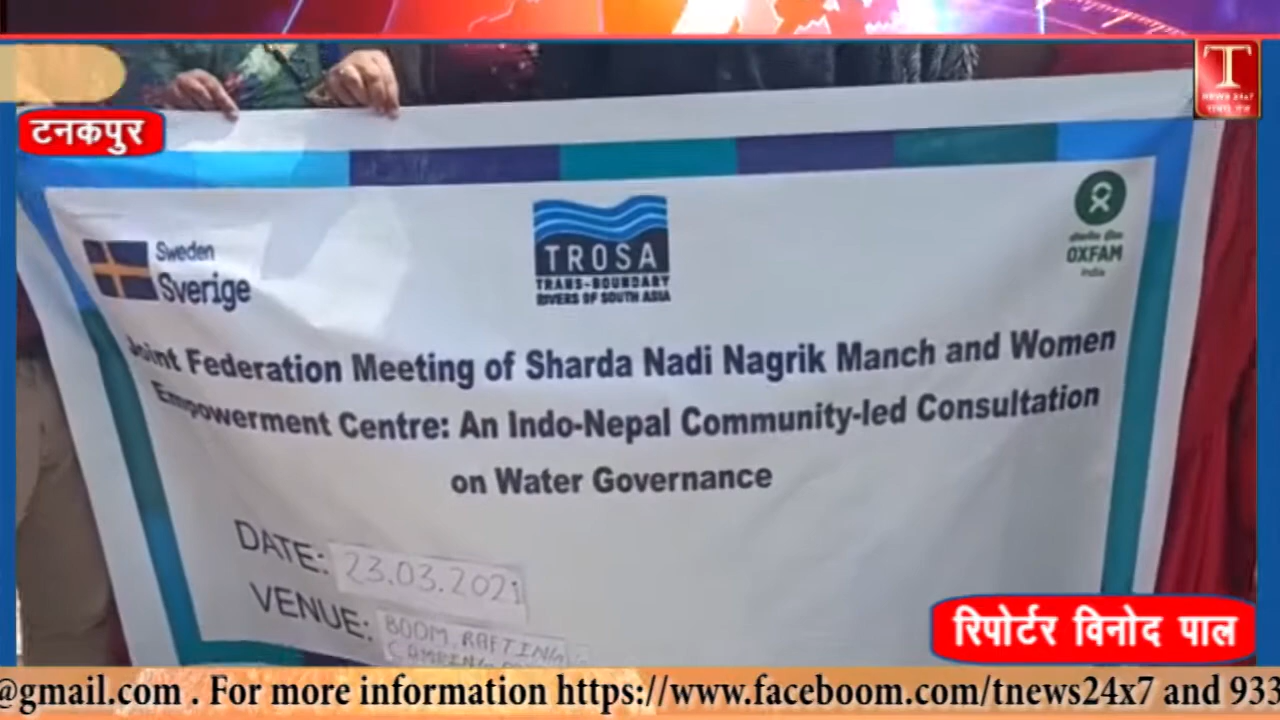 T
NEWS 24x7
टनकपुर
Sweden
Sverige
TROSA
TRANS-BOUNDARY
RIVERS OF SOUTH ASIA
OXFAM
India
Joint Federation Meeting of Sharda Nadi Nagrik Manch and Women
Empowerment Centre: An Indo-Nepal Community-led Consultation
on Water Governance
DATE: 23.03.2021
VENUE: BOOM RAFTING
रिपोर्टर विनोद पाल
@gmail.com . For more information https://www.faceboom.com/tnews24x7 and 933